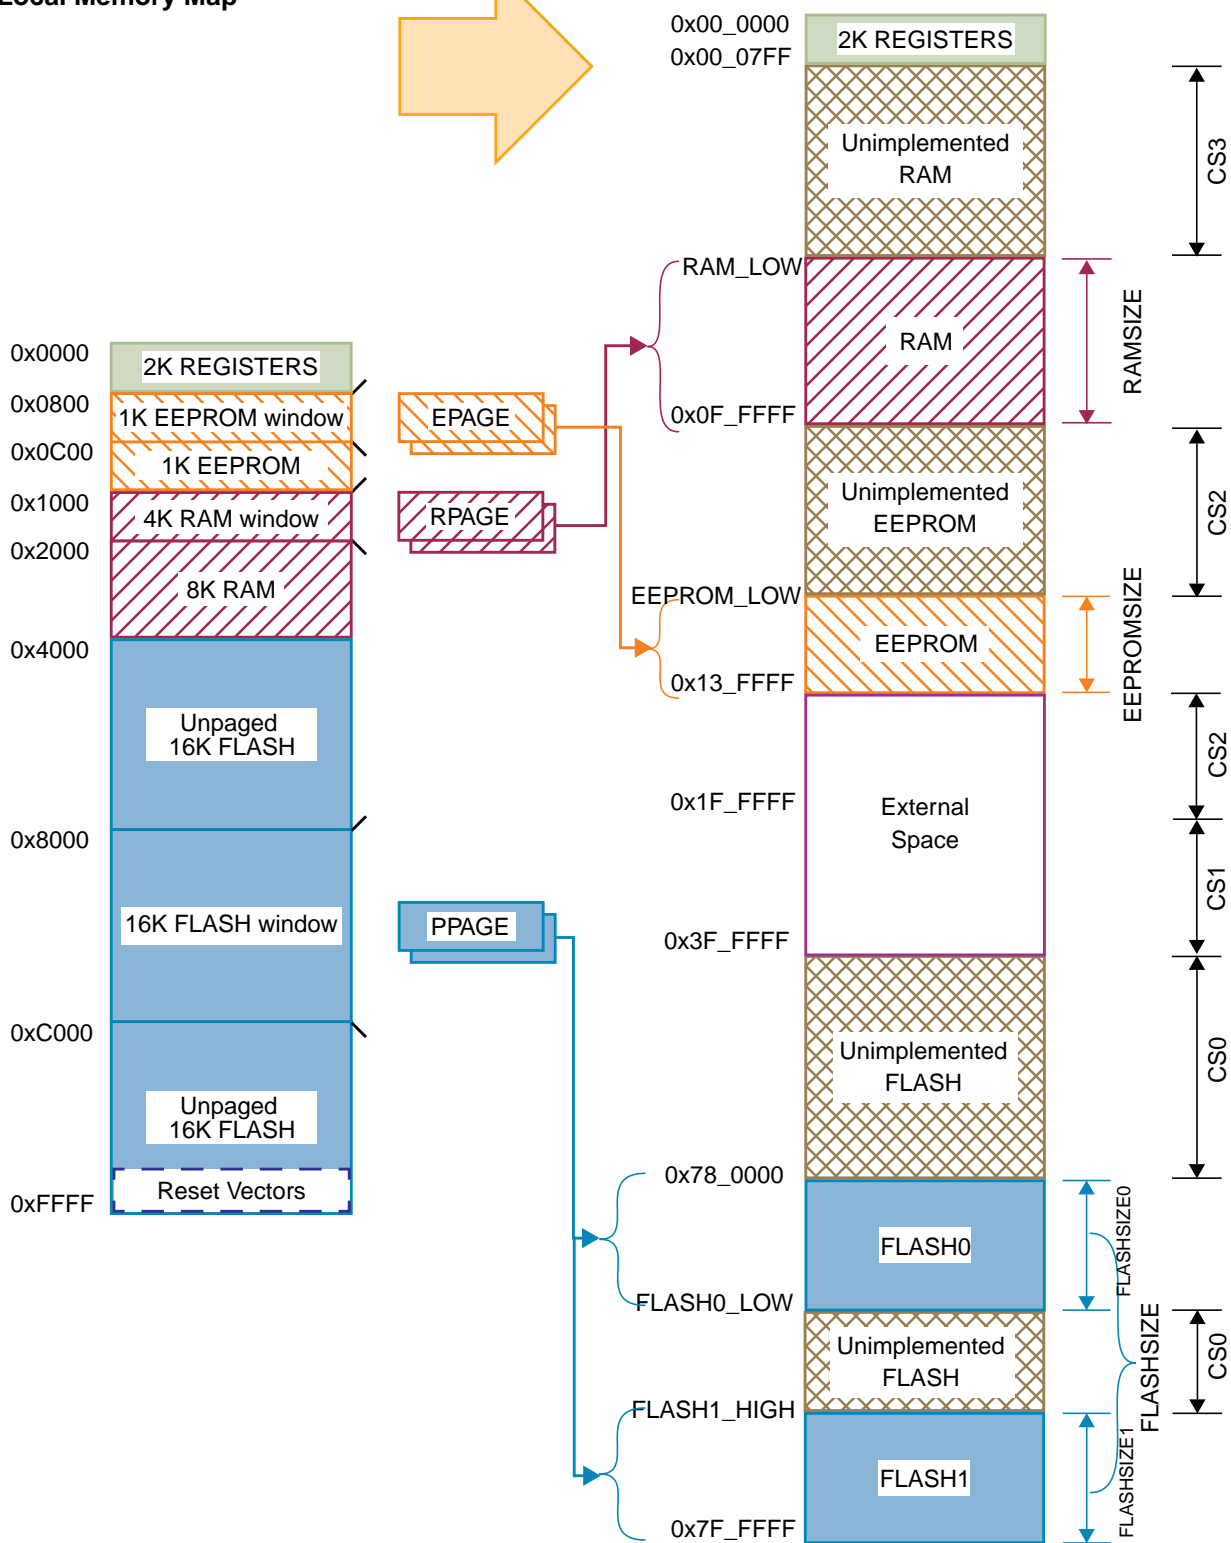 Local Memory Map
0x0000
0x0800
0x0C00
0x1000
0x2000
0x4000
0x8000
0xC000
0xFFFF
2K REGISTERS
1K EEPROM window
1K EEPROM
4K RAM window
8K RAM
Unpaged
16K FLASH
16K FLASH window
Unpaged
16K FLASH
Reset Vectors
EPAGE
RPAGE
PPAGE
0x00_0000
0x00_07FF
RAM_LOW
0x0F_FFFF
EEPROM_LOW
0x13_FFFF
0x1F_FFFF
0x3F_FFFF
0x78_0000
FLASH0_LOW
FLASH1_HIGH
0x7F_FFFF
2K REGISTERS
Unimplemented
RAM
RAM
Unimplemented
EEPROM
EEPROM
External
Space
Unimplemented
FLASH
FLASH0
Unimplemented
FLASH
FLASH1
RAMSIZE
EEPROMSIZE
FLASHSIZE0
FLASHSIZE
FLASHSIZE1
CS3
CS2
CS2
CS1
CS0
CS0